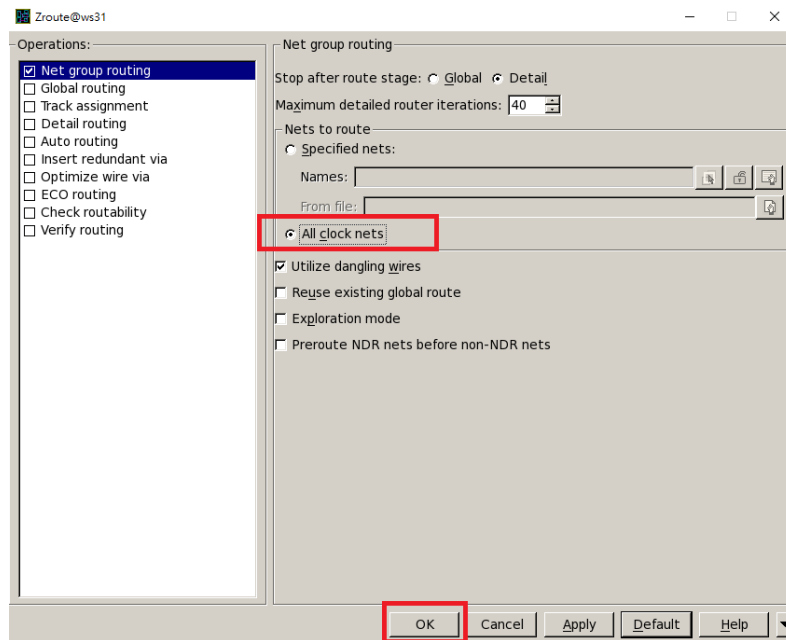 Zroute@ws31
Operations:
Net group routing
Global routing
Track assignment
Detail routing
Auto routing
Insert redundant via
Optimize wire via
ECO routing
Check routability
Verify routing
Net group routing
Stop after route stage: Global Detail
Maximum detailed router iterations: 40
Nets to route
Specified nets:
Names:
From file:
All clock nets
Utilize dangling wires
Reuse existing global route
Exploration mode
Preroute NDR nets before non-NDR nets
OK Cancel Apply Default Help